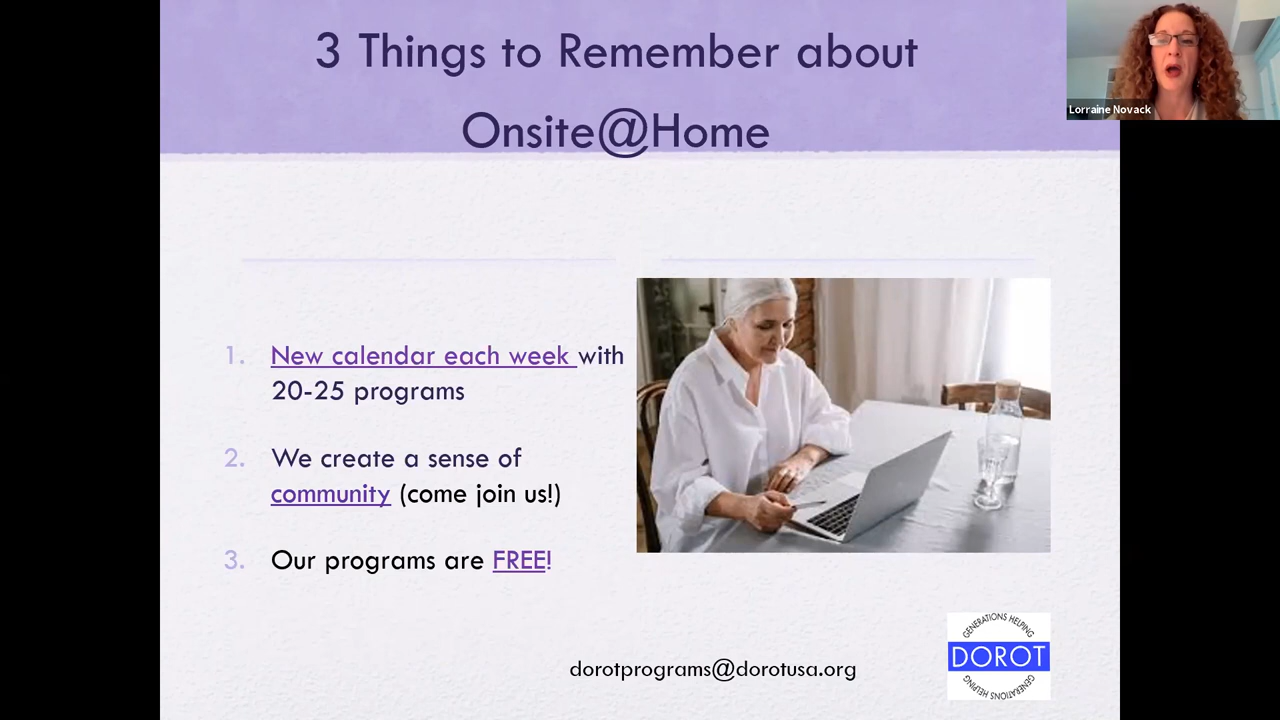 3 Things to Remember about
Onsite@Home
Lorraine Novack
1. New calendar each week with
20-25 programs
2. We create a sense of
community (come join us!)
3. Our programs are FREE!
dorotprograms@dorotusa.org
GENERATIONS HELPING
DOROT
GENERATIONS HELPING